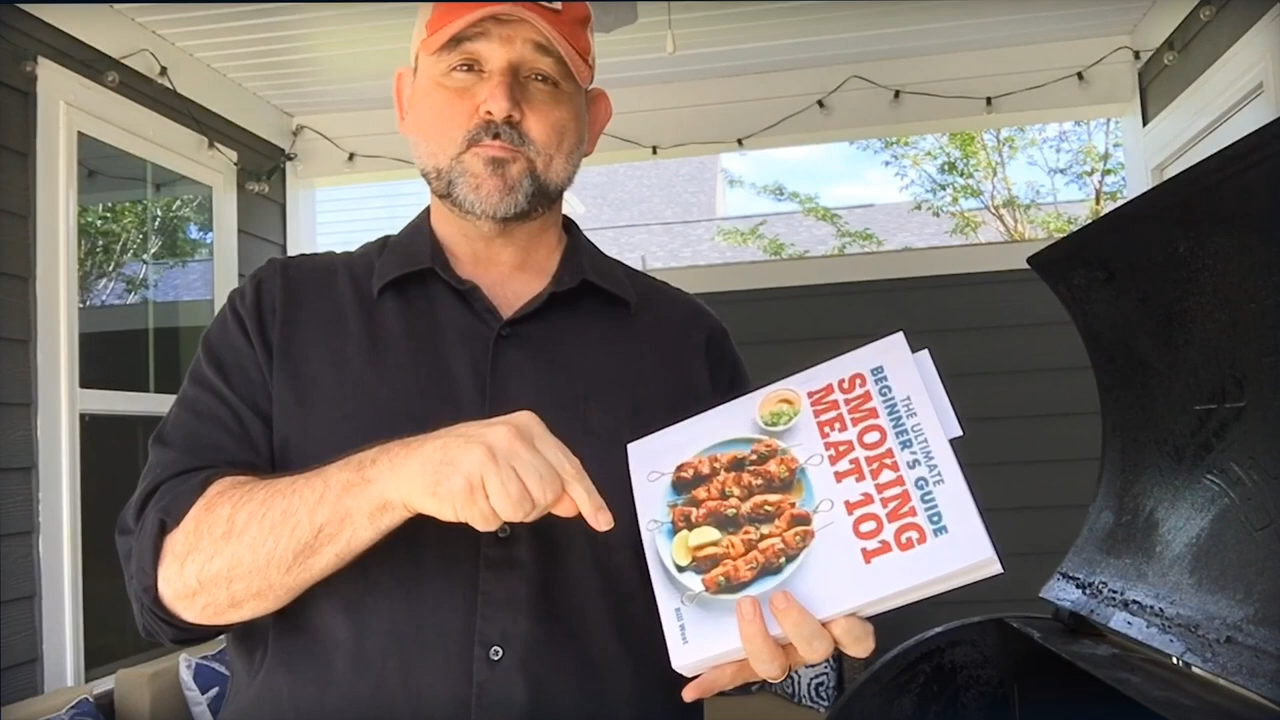 THE ULTIMATE
BEGINNER'S GUIDE
SMOKING
MEAT 101
Bill West